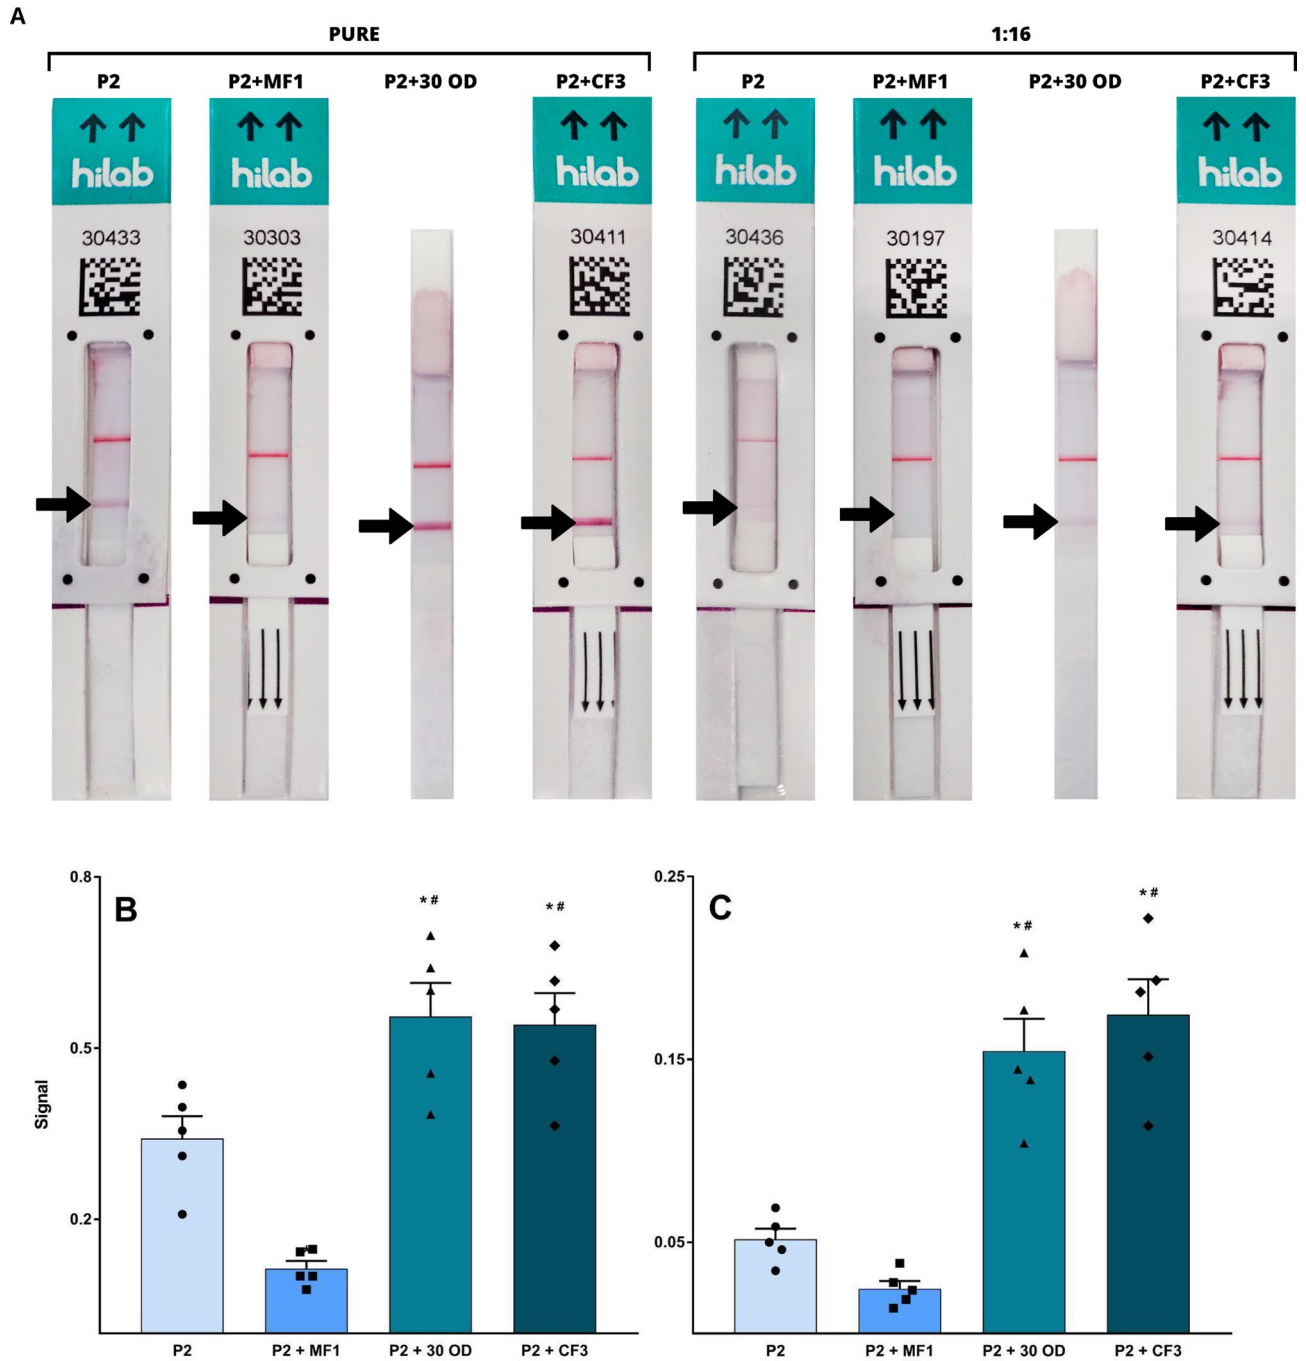 A
PURE
1:16
P2
P2+MF1
P2+30 OD
P2+CF3
P2
P2+MF1
P2+30 OD
P2+CF3
hilab
hilab
hilab
hilab
hilab
hilab
30433
30303
30411
30436
30197
30414
B
0.8
0.5
0.2
Signal
* #
* #
P2
P2 + MF1
P2 + 30 OD
P2 + CF3
C
0.25
0.15
0.05
* #
* #
P2
P2 + MF1
P2 + 30 OD
P2 + CF3